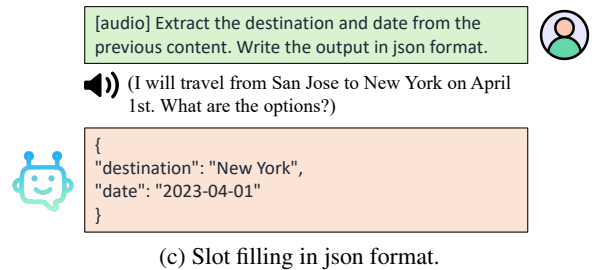 [audio] Extract the destination and date from the
previous content. Write the output in json format.
(I will travel from San Jose to New York on April
1st. What are the options?)
{
"destination": "New York",
"date": "2023-04-01"
}
(c) Slot filling in json format.